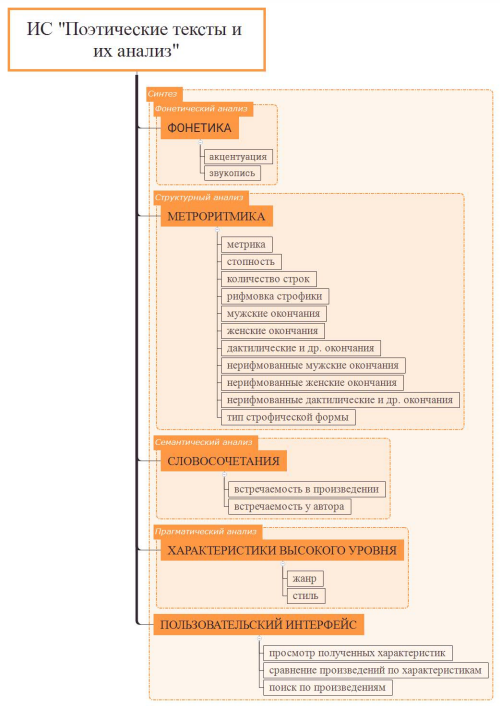 ИС "Поэтические тексты и
их анализ"
Синтез
Фонетический анализ
ФОНЕТИКА
акцентуация
звукопись
Структурный анализ
МЕТРОРИТМИКА
метрика
стопность
количество строк
рифмовка строфики
мужские окончания
женские окончания
дактилические и др. окончания
нерифмованные мужские окончания
нерифмованные женские окончания
нерифмованные дактилические и др. окончания
тип строфической формы
Семантический анализ
СЛОВОСОЧЕТАНИЯ
встречаемость в произведении
встречаемость у автора
Прагматический анализ
ХАРАКТЕРИСТИКИ ВЫСОКОГО УРОВНЯ
жанр
стиль
ПОЛЬЗОВАТЕЛЬСКИЙ ИНТЕРФЕЙС
просмотр полученных характеристик
сравнение произведений по характеристикам
поиск по произведениям